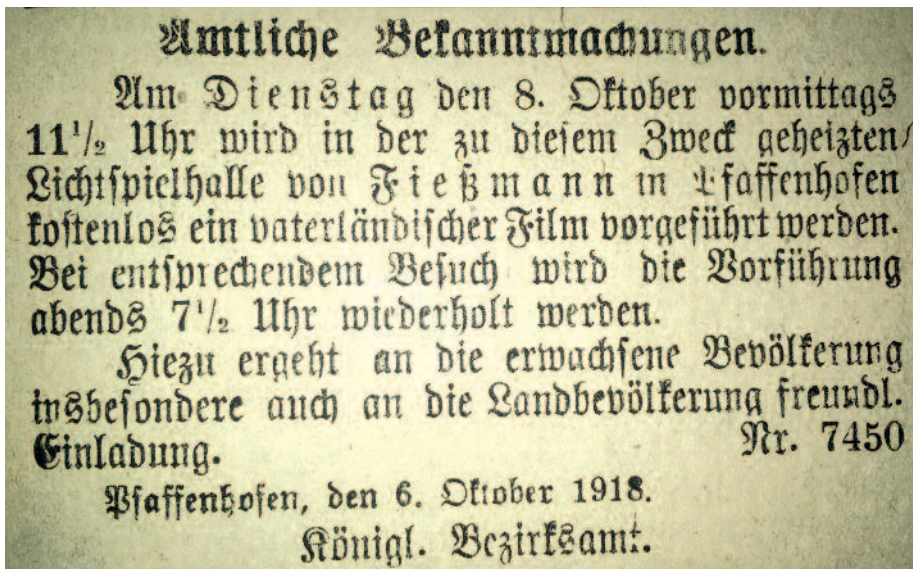 Amtliche Bekanntmachungen.
Am Dienstag den 8. Oktober vormittags
11½ Uhr wird in der zu diesem Zweck geheizten
Lichtspielhalle von Fießmann in Pfaffenhofen
kostenlos ein vaterländischer Film vorgeführt werden.
Bei entsprechendem Besuch wird die Vorführung
abends 7½ Uhr wiederholt werden.
Hiezu ergeht an die erwachsene Bevölkerung
insbesondere auch an die Landbevölkerung freundl.
Einladung. Nr. 7450
Pfaffenhofen, den 6. Oktober 1918.
Königl. Bezirksamt.